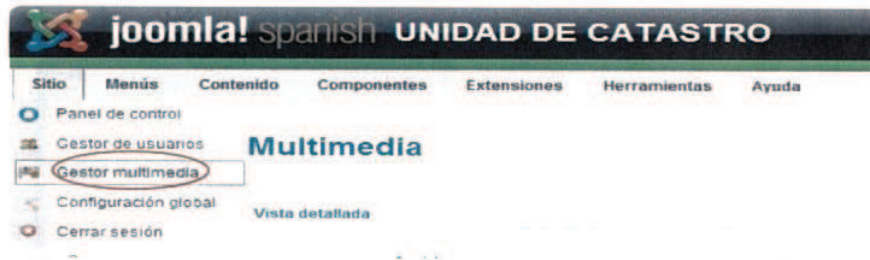 joomla! spanish UNIDAD DE CATASTRO
Sitio Menús Contenido Componentes Extensiones Herramientas Ayuda
Panel de control
Gestor de usuarios
Multimedia
Gestor multimedia
Configuración global
Vista detallada
Cerrar sesión